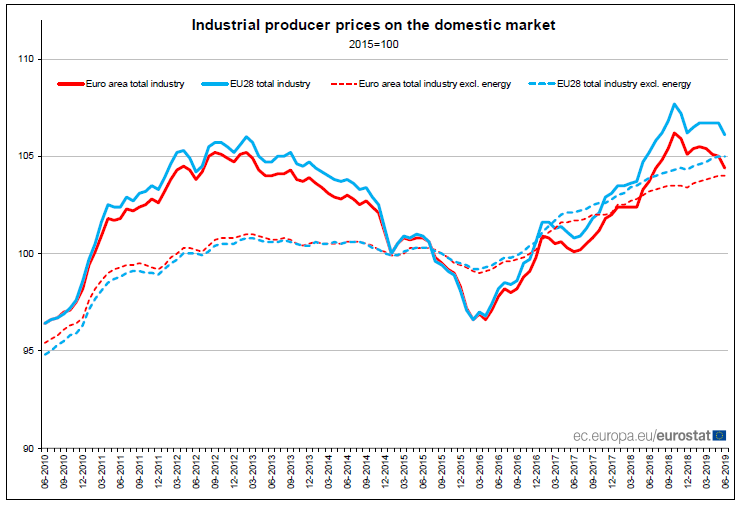 Industrial producer prices on the domestic market
2015=100
110
Euro area total industry EU28 total industry Euro area total industry excl. energy EU28 total industry excl. energy
105
100
95
90
ec.europa.eu/eurostat
06-2010 09-2010 12-2010 03-2011 06-2011 09-2011 12-2011 03-2012 06-2012 09-2012 12-2012 03-2013 06-2013 09-2013 12-2013 03-2014 06-2014 09-2014 12-2014 03-2015 06-2015 09-2015 12-2015 03-2016 06-2016 09-2016 12-2016 03-2017 06-2017 09-2017 12-2017 03-2018 06-2018 09-2018 12-2018 03-2019 06-2019